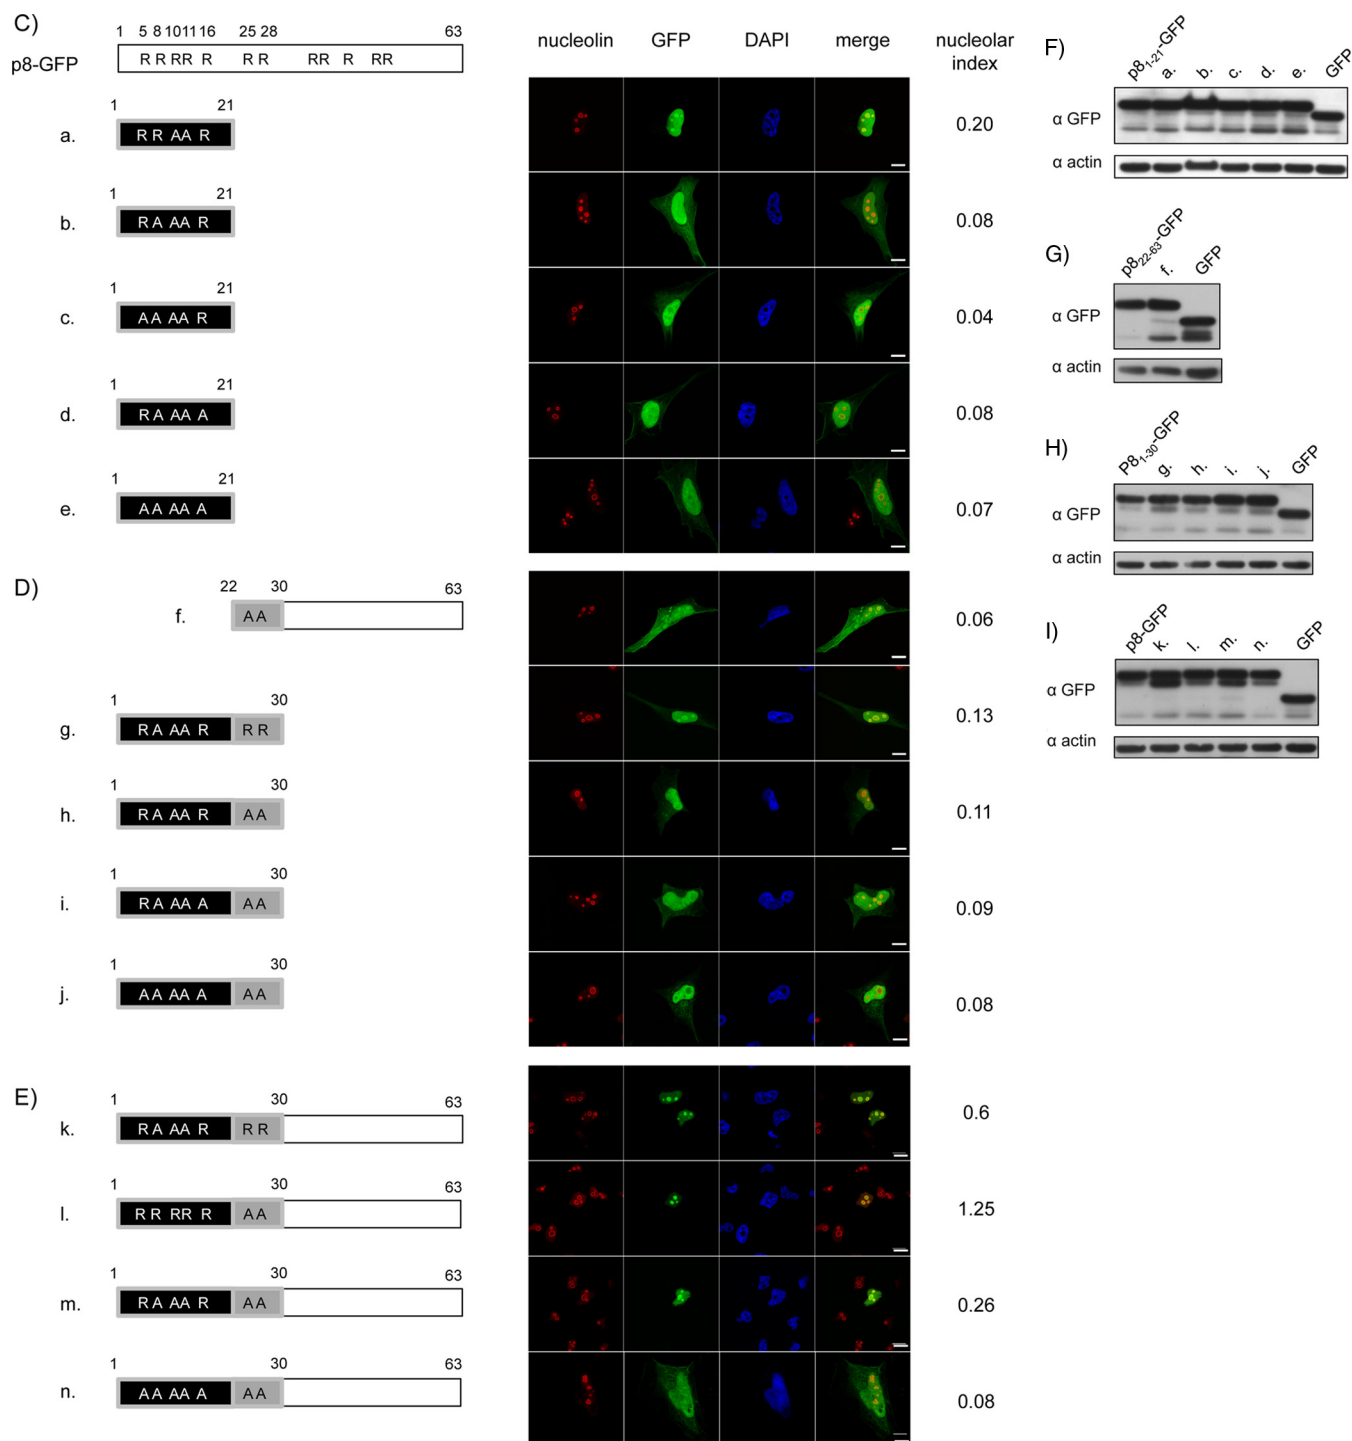 C)
1 5 8 1011 16 25 28 63
p8-GFP
R R RR R R R RR R RR
nucleolin GFP DAPI merge nucleolar index
1 21
a. R R AA R
0.20
1 21
b. R A AA R
0.08
1 21
c. A A AA R
0.04
1 21
d. R A AA A
0.08
1 21
e. A A AA A
0.07
D)
22 30 63
f. A A
0.06
1 30
g. R A AA R R R
0.13
1 30
h. R A AA R A A
0.11
1 30
i. R A AA A A A
0.09
1 30
j. A A AA A A A
0.08
E)
1 30 63
k. R A AA R R R
0.6
1 30 63
l. R R RR R A A
1.25
1 30 63
m. R A AA R A A
0.26
1 30 63
n. A A AA A A A
0.08
F)
p81-21-GFP a. b. c. d. e. GFP
α GFP
α actin
G)
p822-63-GFP f. GFP
α GFP
α actin
H)
P81-30-GFP g. h. i. j. GFP
α GFP
α actin
I)
p8-GFP k. l. m. n. GFP
α GFP
α actin